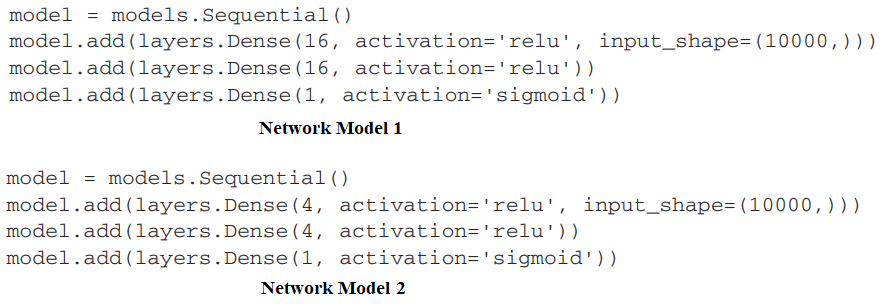 model = models.Sequential()
model.add(layers.Dense(16, activation='relu', input_shape=(10000,)))
model.add(layers.Dense(16, activation='relu'))
model.add(layers.Dense(1, activation='sigmoid'))
Network Model 1
model = models.Sequential()
model.add(layers.Dense(4, activation='relu', input_shape=(10000,)))
model.add(layers.Dense(4, activation='relu'))
model.add(layers.Dense(1, activation='sigmoid'))
Network Model 2